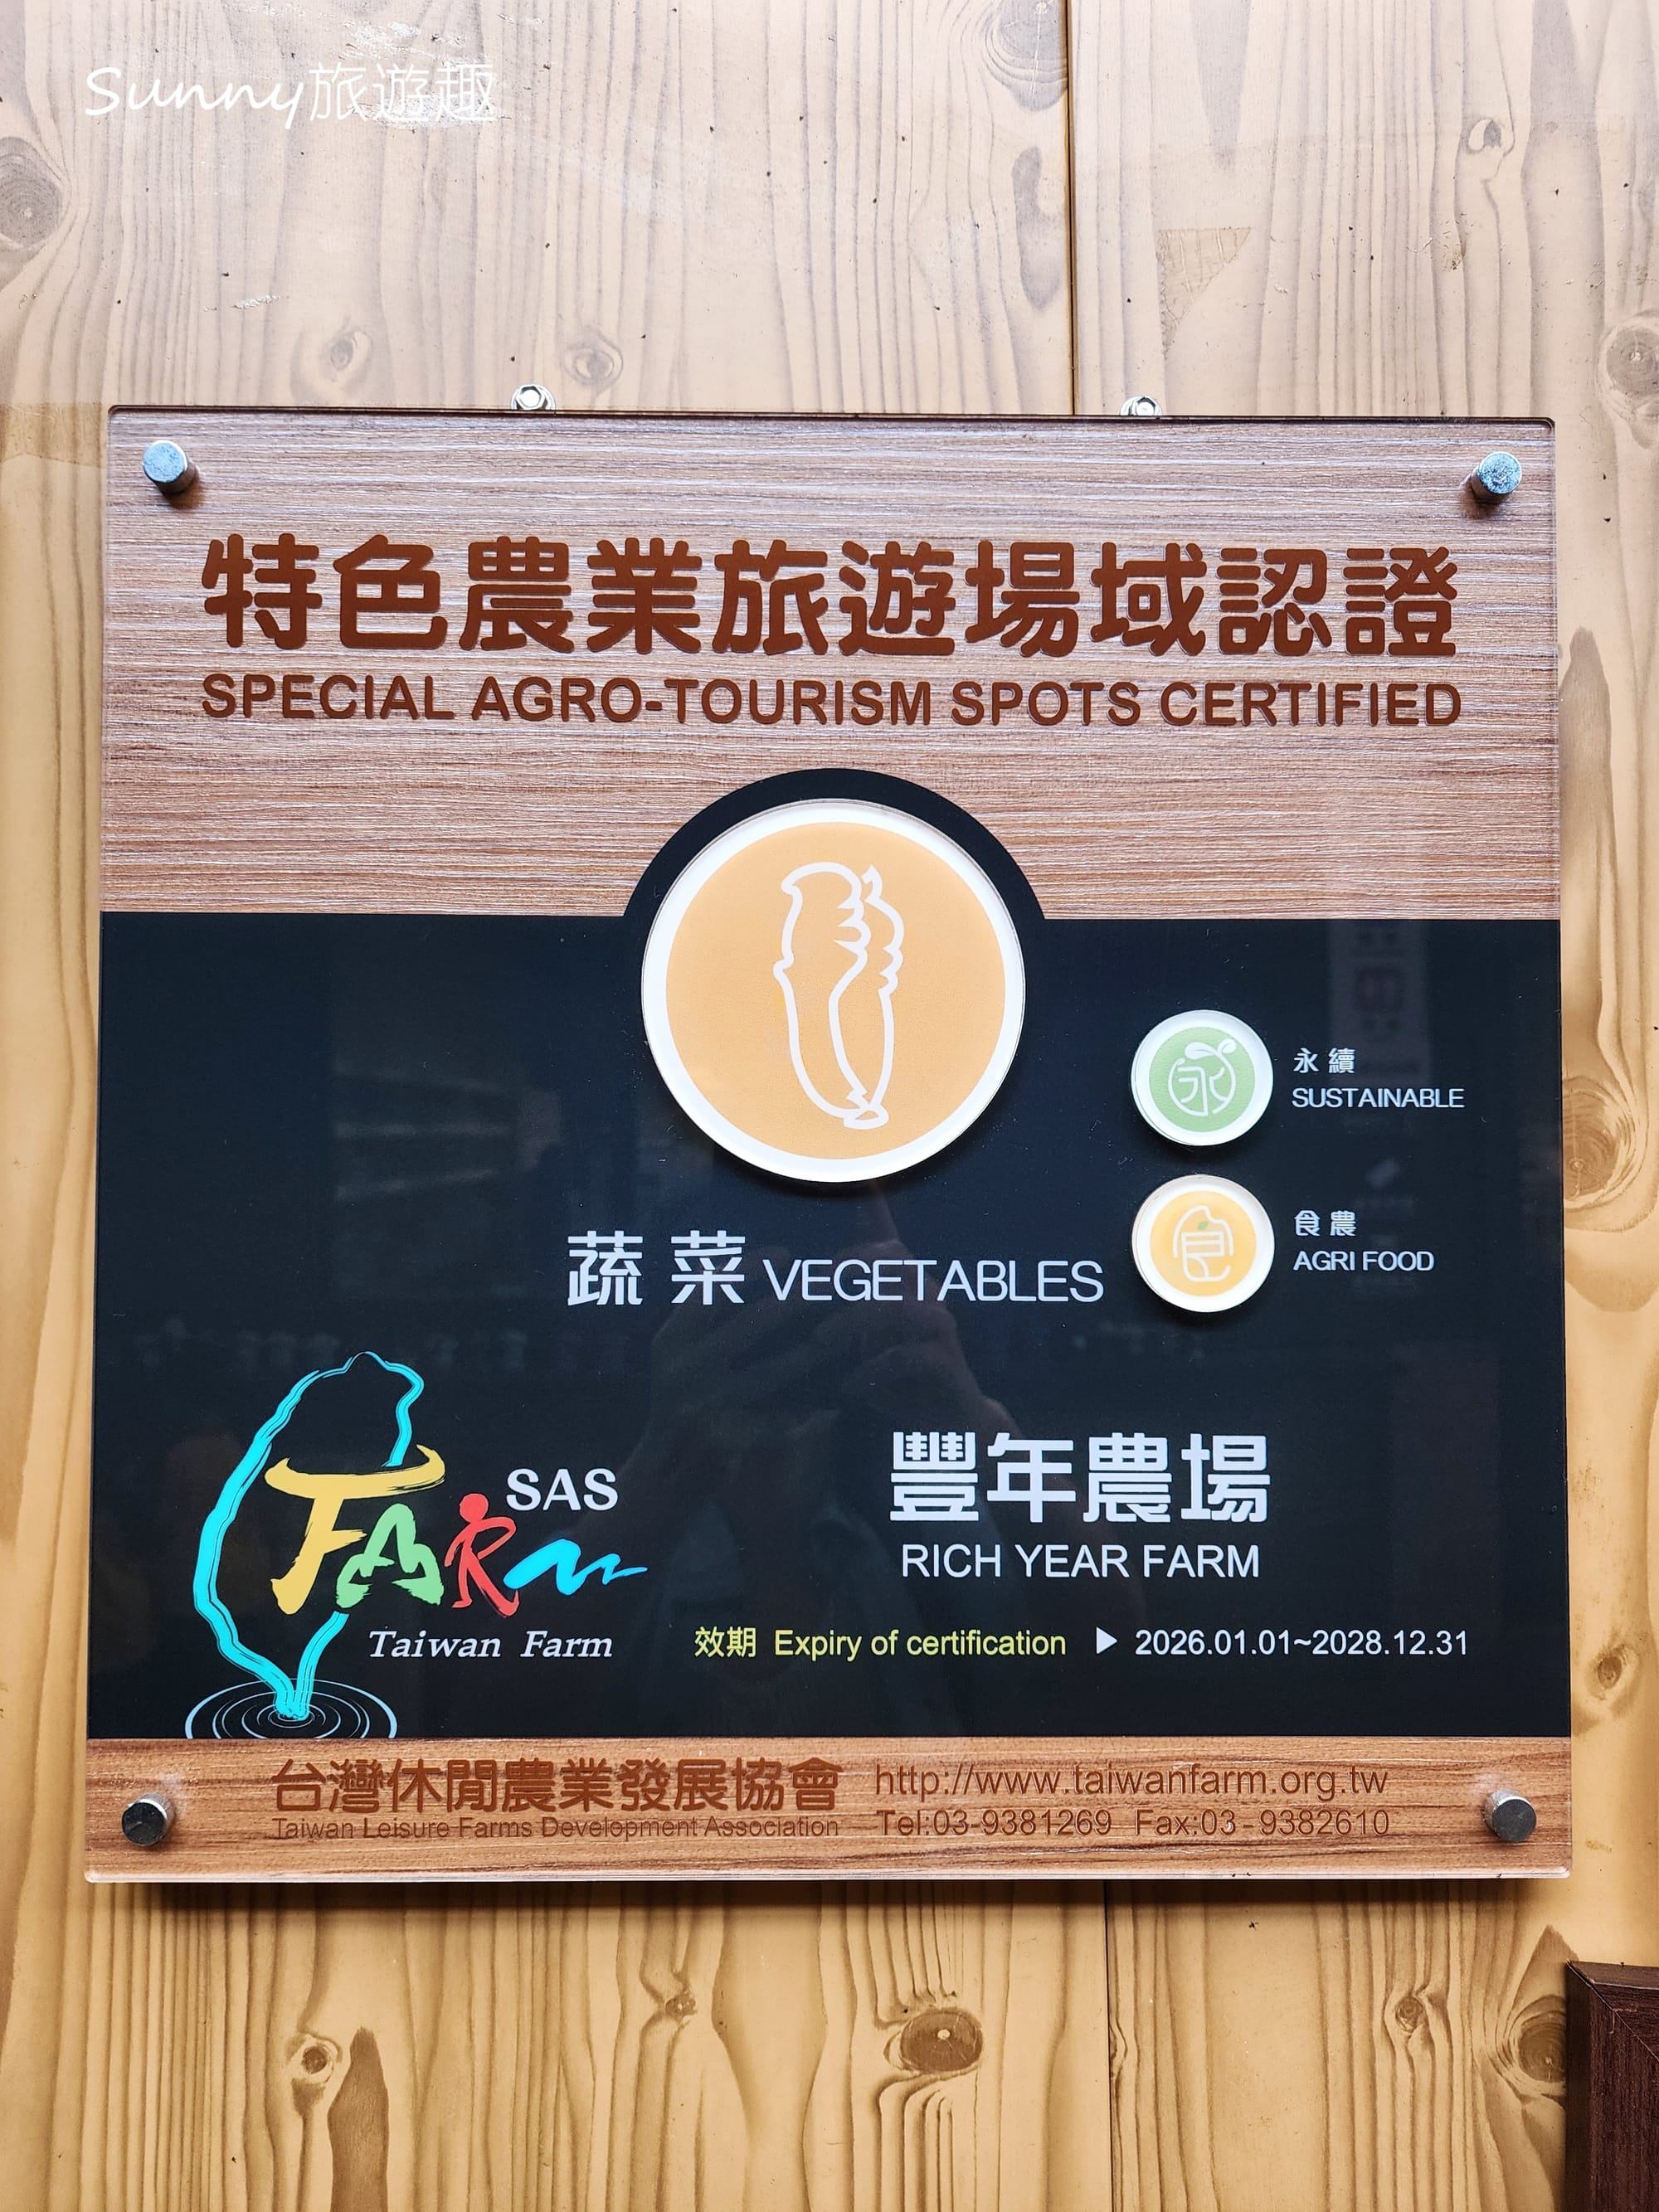 Sunny旅遊趣
特色農業旅遊場域認證
SPECIAL AGRO-TOURISM SPOTS CERTIFIED
永續
SUSTAINABLE
食農
AGRI FOOD
蔬菜 VEGETABLES
SAS
FARM
Taiwan Farm
豐年農場
RICH YEAR FARM
效期 Expiry of certification ▶ 2026.01.01~2028.12.31
台灣休閒農業發展協會 http://www.taiwanfarm.org.tw
Taiwan Leisure Farms Development Association Tel:03-9381269 Fax:03-9382610